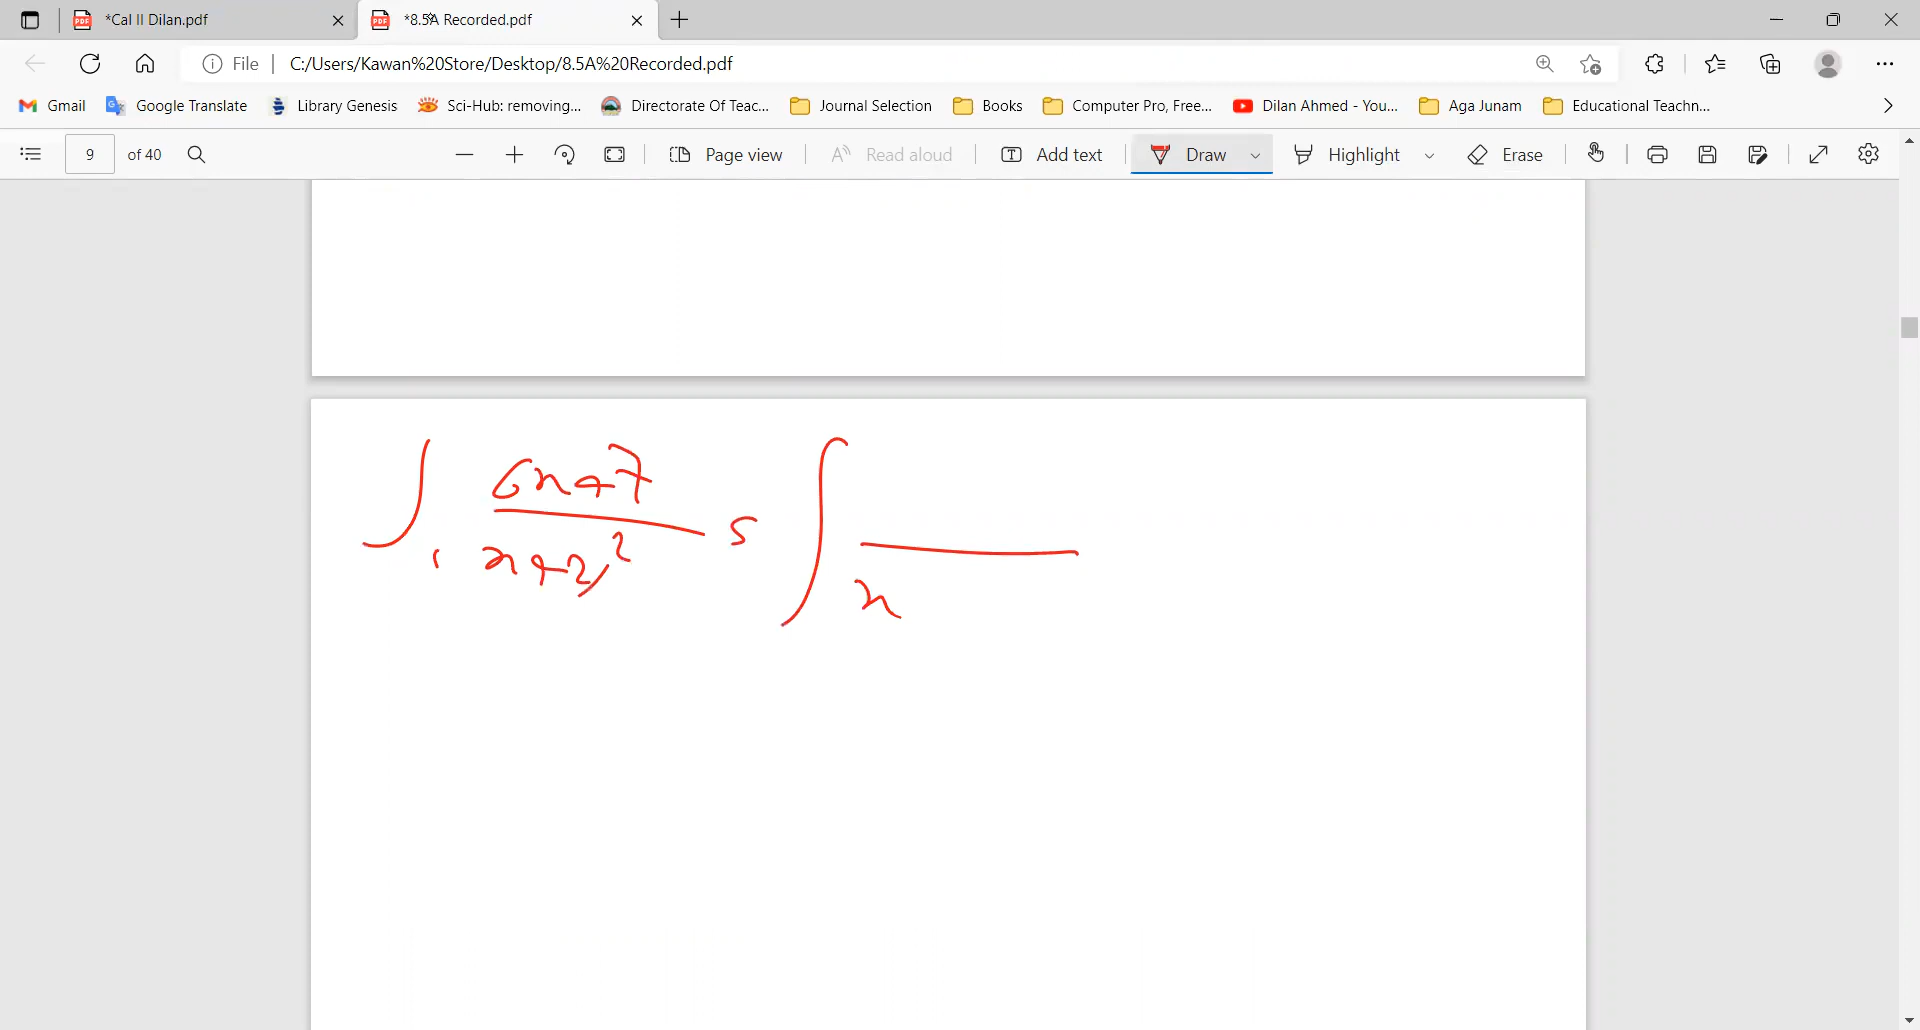 *Cal II Dilan.pdf
*8.5A Recorded.pdf
File
C:/Users/Kawan%20Store/Desktop/8.5A%20Recorded.pdf
Gmail
Google Translate
Library Genesis
Sci-Hub: removing...
Directorate Of Teac...
Journal Selection
Books
Computer Pro, Free...
Dilan Ahmed - You...
Aga Junam
Educational Teachn...
9 of 40
Page view
Read aloud
Add text
Draw
Highlight
Erase
∫ (6x+7)/(x+2)² = ∫ ―/x